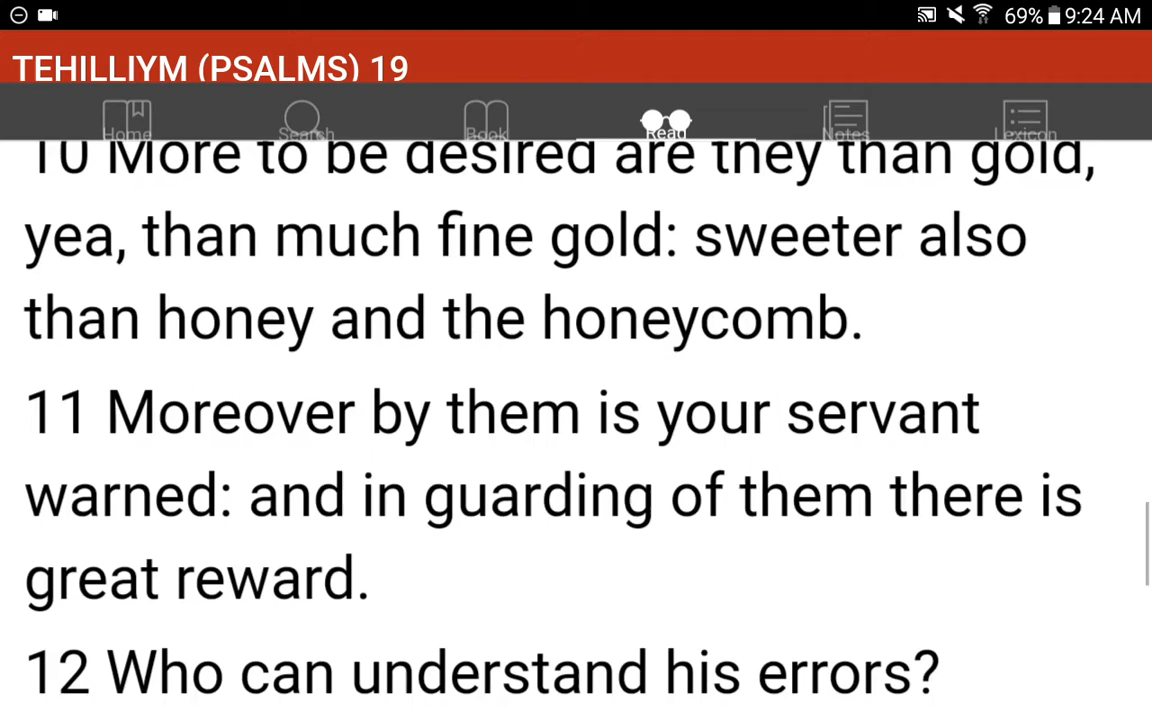 69% 9:24 AM
TEHILLIYM (PSALMS) 19
Home Search Book Read Notes Lexicon
10 More to be desired are they than gold,
yea, than much fine gold: sweeter also
than honey and the honeycomb.
11 Moreover by them is your servant
warned: and in guarding of them there is
great reward.
12 Who can understand his errors?